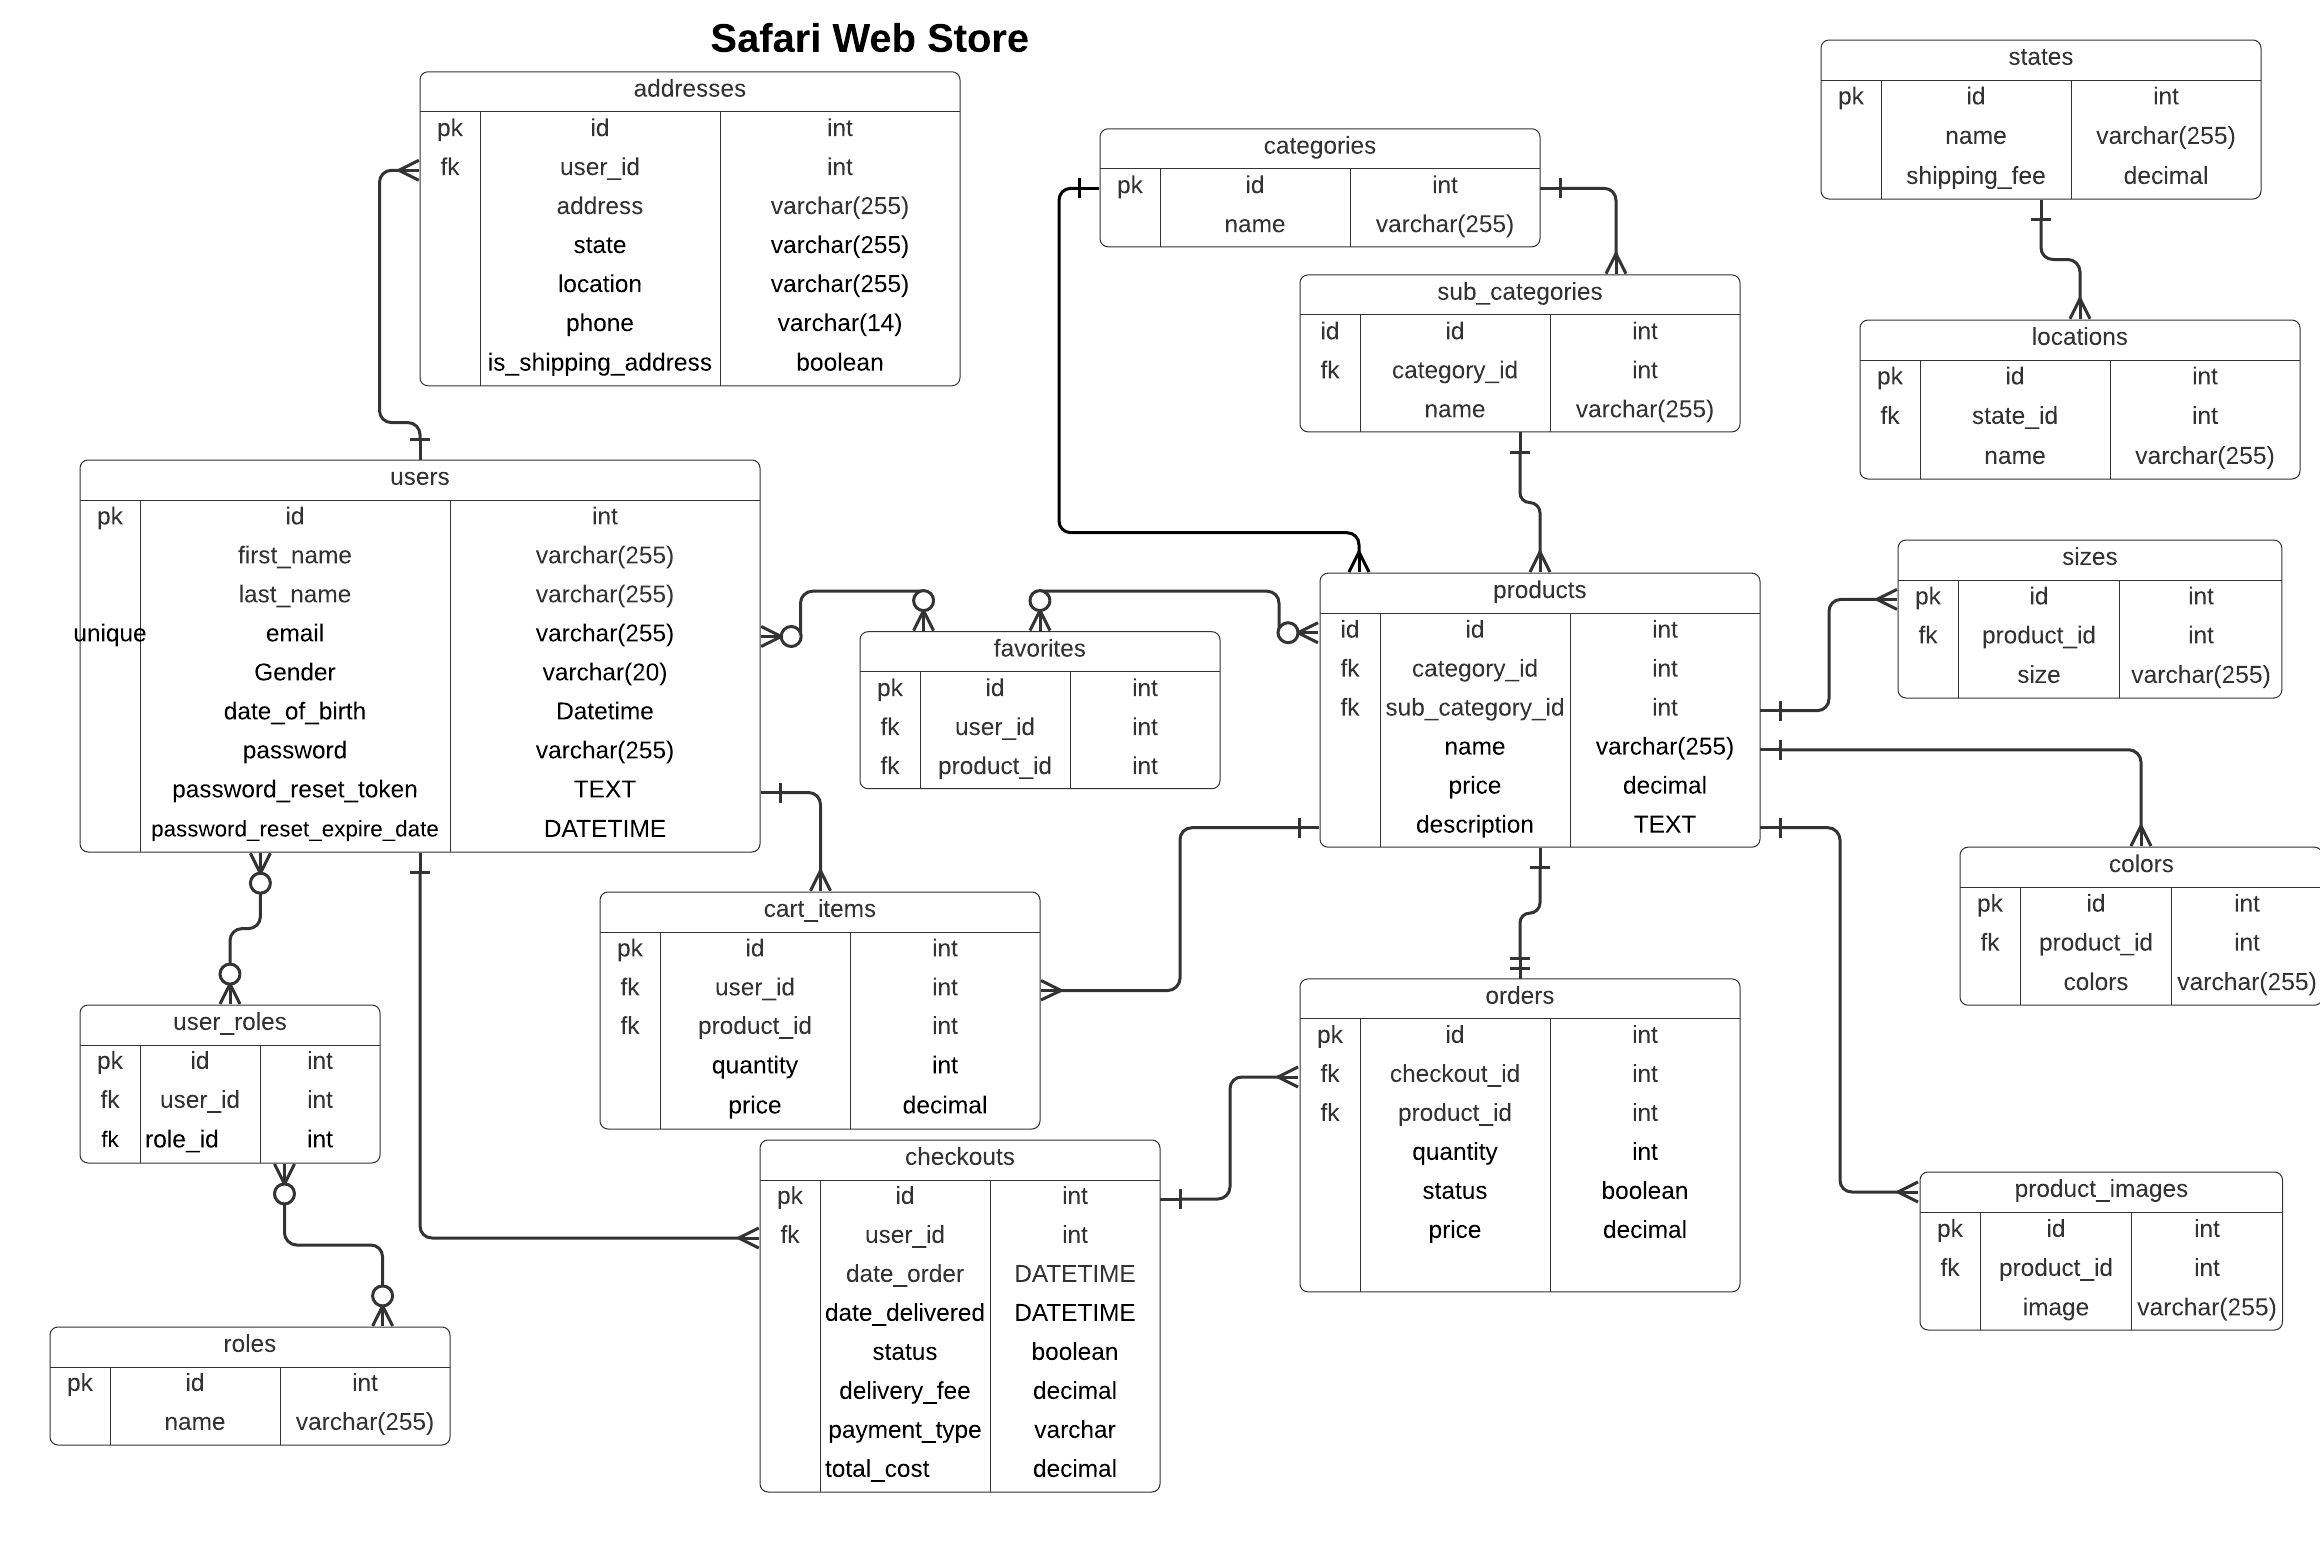 Safari Web Store
addresses
pk id int
fk user_id int
address varchar(255)
state varchar(255)
location varchar(255)
phone varchar(14)
is_shipping_address boolean
categories
pk id int
name varchar(255)
states
pk id int
name varchar(255)
shipping_fee decimal
sub_categories
id id int
fk category_id int
name varchar(255)
locations
pk id int
fk state_id int
name varchar(255)
users
pk id int
first_name varchar(255)
last_name varchar(255)
unique email varchar(255)
Gender varchar(20)
date_of_birth Datetime
password varchar(255)
password_reset_token TEXT
password_reset_expire_date DATETIME
favorites
pk id int
fk user_id int
fk product_id int
products
id id int
fk category_id int
fk sub_category_id int
name varchar(255)
price decimal
description TEXT
sizes
pk id int
fk product_id int
size varchar(255)
colors
pk id int
fk product_id int
colors varchar(255)
cart_items
pk id int
fk user_id int
fk product_id int
quantity int
price decimal
user_roles
pk id int
fk user_id int
fk role_id int
orders
pk id int
fk checkout_id int
fk product_id int
quantity int
status boolean
price decimal
checkouts
pk id int
fk user_id int
date_order DATETIME
date_delivered DATETIME
status boolean
delivery_fee decimal
payment_type varchar
total_cost decimal
product_images
pk id int
fk product_id int
image varchar(255)
roles
pk id int
name varchar(255)